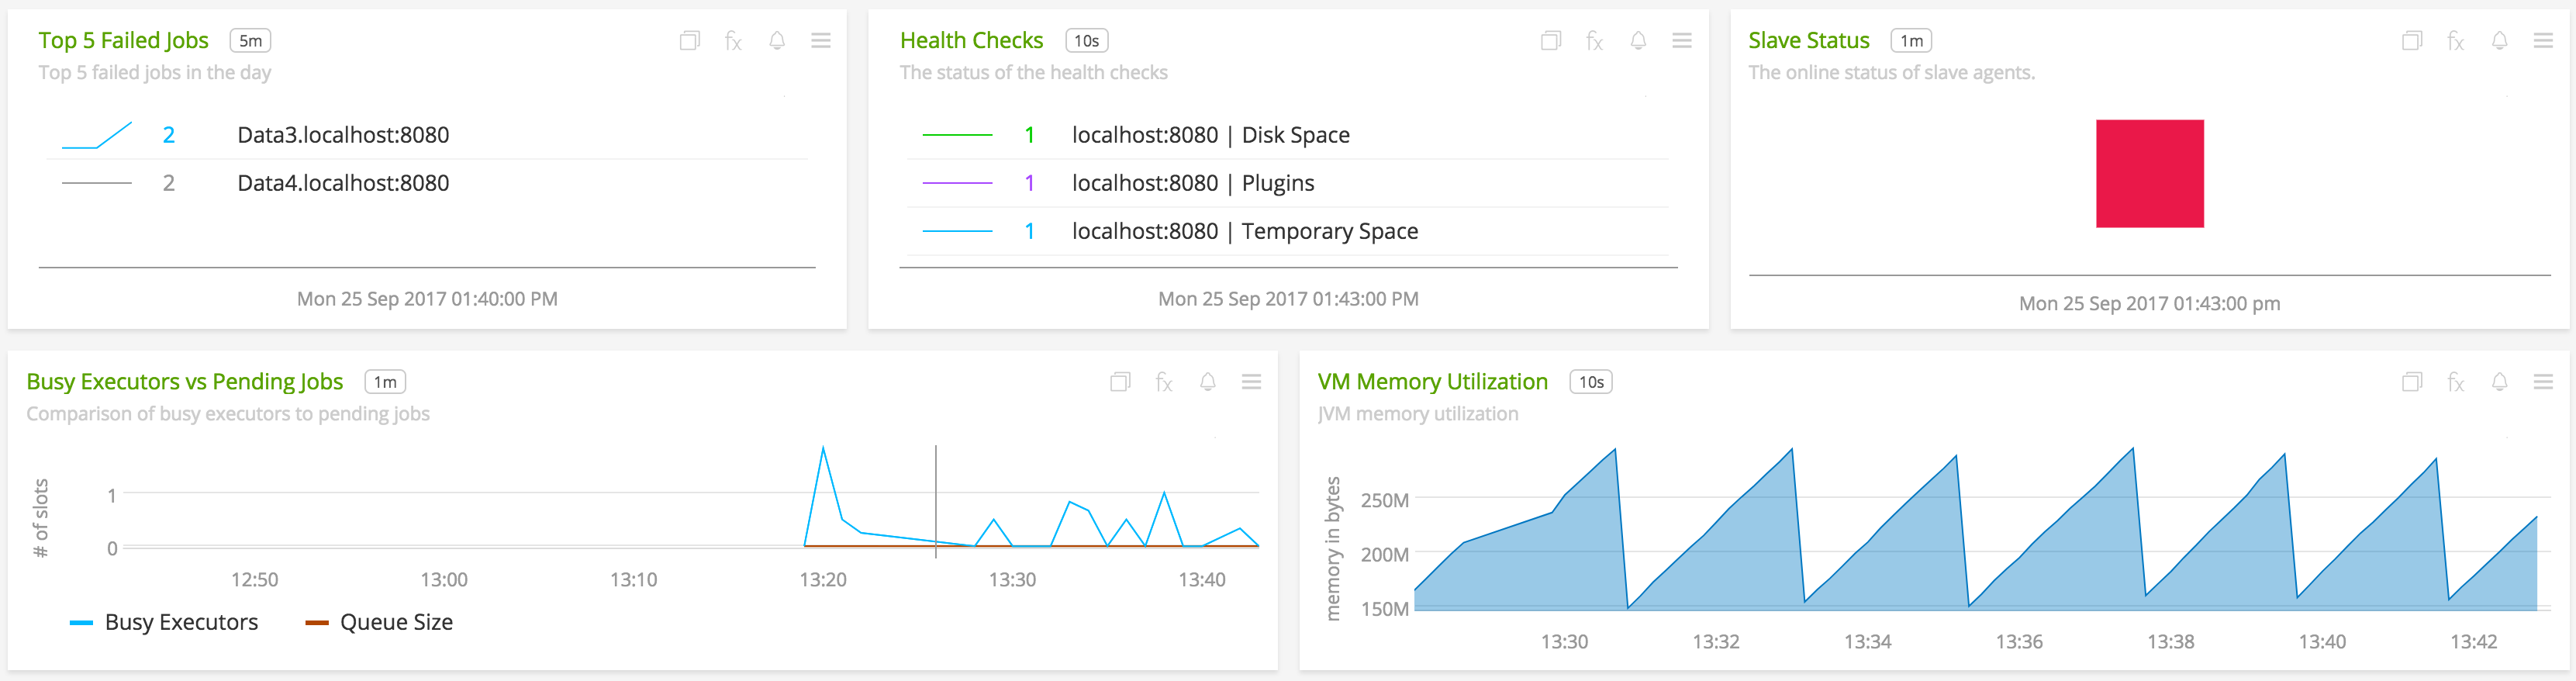 Top 5 Failed Jobs 5m
Top 5 failed jobs in the day
2 Data3.localhost:8080
2 Data4.localhost:8080
Mon 25 Sep 2017 01:40:00 PM
Health Checks 10s
The status of the health checks
1 localhost:8080 | Disk Space
1 localhost:8080 | Plugins
1 localhost:8080 | Temporary Space
Mon 25 Sep 2017 01:43:00 PM
Slave Status 1m
The online status of slave agents.
Mon 25 Sep 2017 01:43:00 pm
Busy Executors vs Pending Jobs 1m
Comparison of busy executors to pending jobs
# of slots
1
0
12:50 13:00 13:10 13:20 13:30 13:40
Busy Executors Queue Size
VM Memory Utilization 10s
JVM memory utilization
memory in bytes
250M
200M
150M
13:30 13:32 13:34 13:36 13:38 13:40 13:42